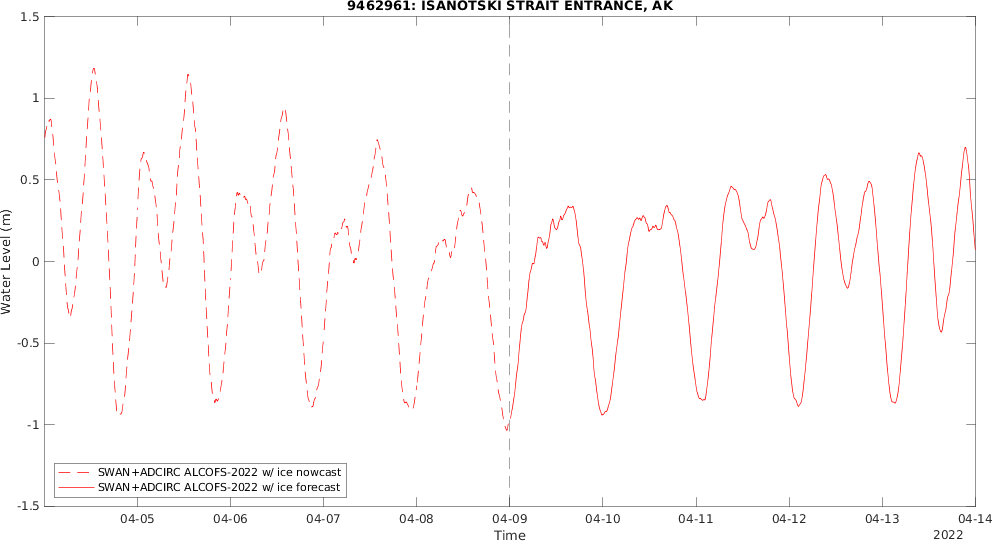 9462961: ISANOTSKI STRAIT ENTRANCE, AK
1.5
1
0.5
0
-0.5
-1
-1.5
Water Level (m)
SWAN+ADCIRC ALCOFS-2022 w/ ice nowcast
SWAN+ADCIRC ALCOFS-2022 w/ ice forecast
04-05 04-06 04-07 04-08 04-09 04-10 04-11 04-12 04-13 04-14
Time
2022